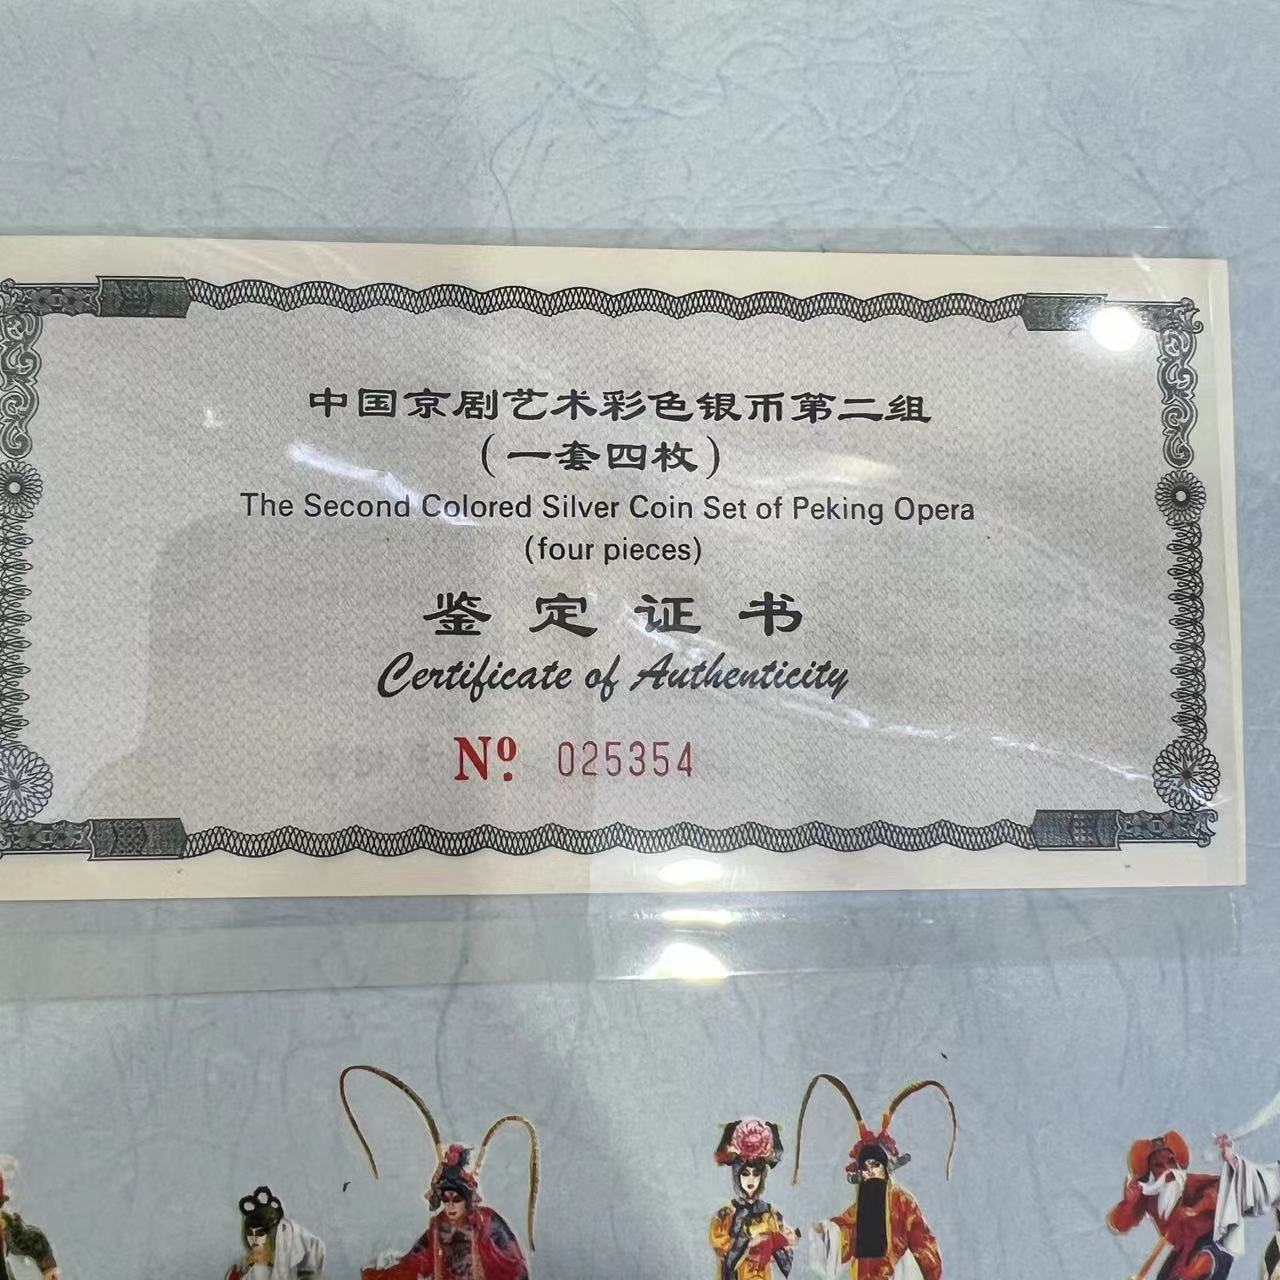 中国京剧艺术彩色银币第二组
(一套四枚)
The Second Colored Silver Coin Set of Peking Opera
(four pieces)
鉴定证书
Certificate of Authenticity
Nº. 025354